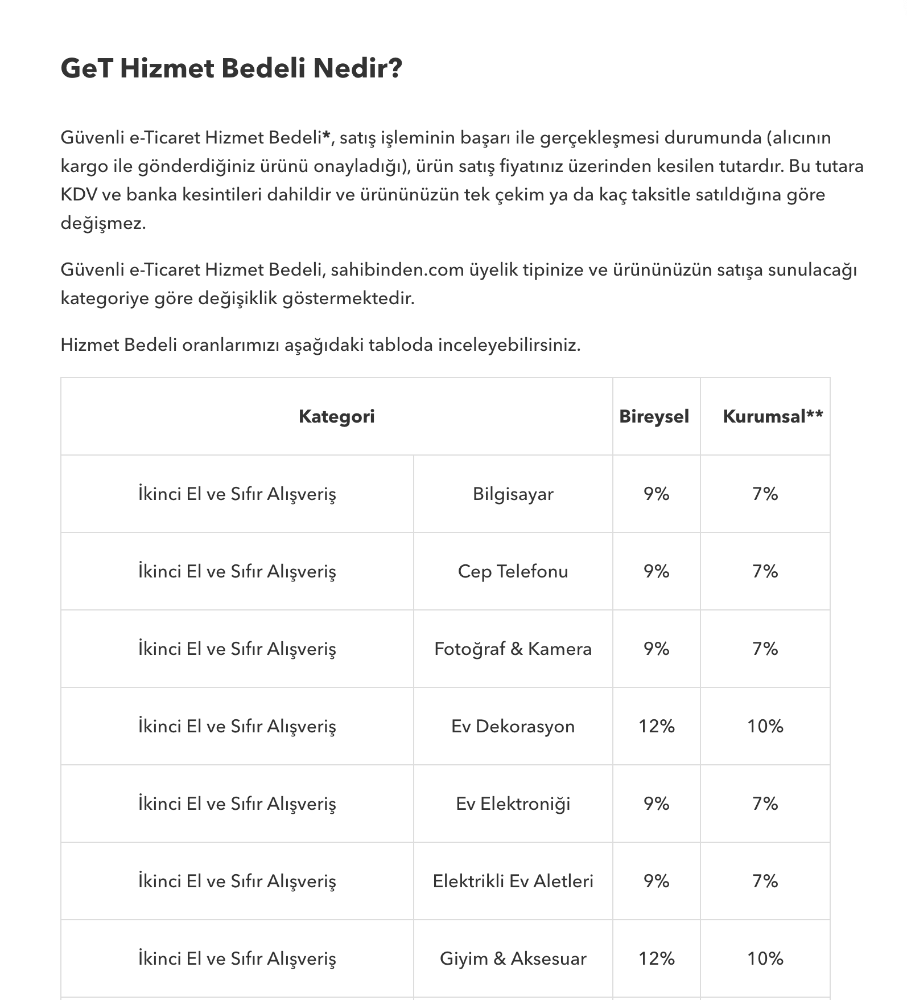 GeT Hizmet Bedeli Nedir?
Güvenli e-Ticaret Hizmet Bedeli*, satış işleminin başarı ile gerçekleşmesi durumunda (alıcının
kargo ile gönderdiğiniz ürünü onayladığı), ürün satış fiyatınız üzerinden kesilen tutardır. Bu tutara
KDV ve banka kesintileri dahildir ve ürününüzün tek çekim ya da kaç taksitle satıldığına göre
değişmez.
Güvenli e-Ticaret Hizmet Bedeli, sahibinden.com üyelik tipinize ve ürününüzün satışa sunulacağı
kategoriye göre değişiklik göstermektedir.
Hizmet Bedeli oranlarımızı aşağıdaki tabloda inceleyebilirsiniz.
Kategori Bireysel Kurumsal**
İkinci El ve Sıfır Alışveriş Bilgisayar 9% 7%
İkinci El ve Sıfır Alışveriş Cep Telefonu 9% 7%
İkinci El ve Sıfır Alışveriş Fotoğraf & Kamera 9% 7%
İkinci El ve Sıfır Alışveriş Ev Dekorasyon 12% 10%
İkinci El ve Sıfır Alışveriş Ev Elektroniği 9% 7%
İkinci El ve Sıfır Alışveriş Elektrikli Ev Aletleri 9% 7%
İkinci El ve Sıfır Alışveriş Giyim & Aksesuar 12% 10%